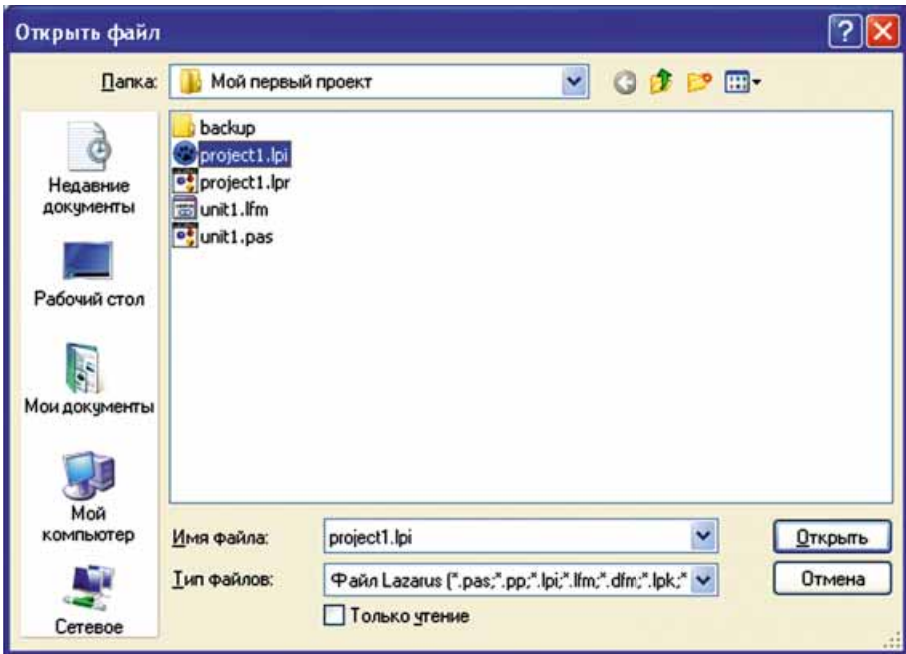 Открыть файл
Папка:
Мой первый проект
backup
project1.lpi
project1.lpr
unit1.lfm
unit1.pas
Недавние
документы
Рабочий стол
Мои документы
Мой
компьютер
Сетевое
Имя файла:
project1.lpi
Открыть
Тип файлов:
Файл Lazarus (*.pas;*.pp;*.lpi;*.lfm;*.dfm;*.lpk;*
Отмена
Только чтение